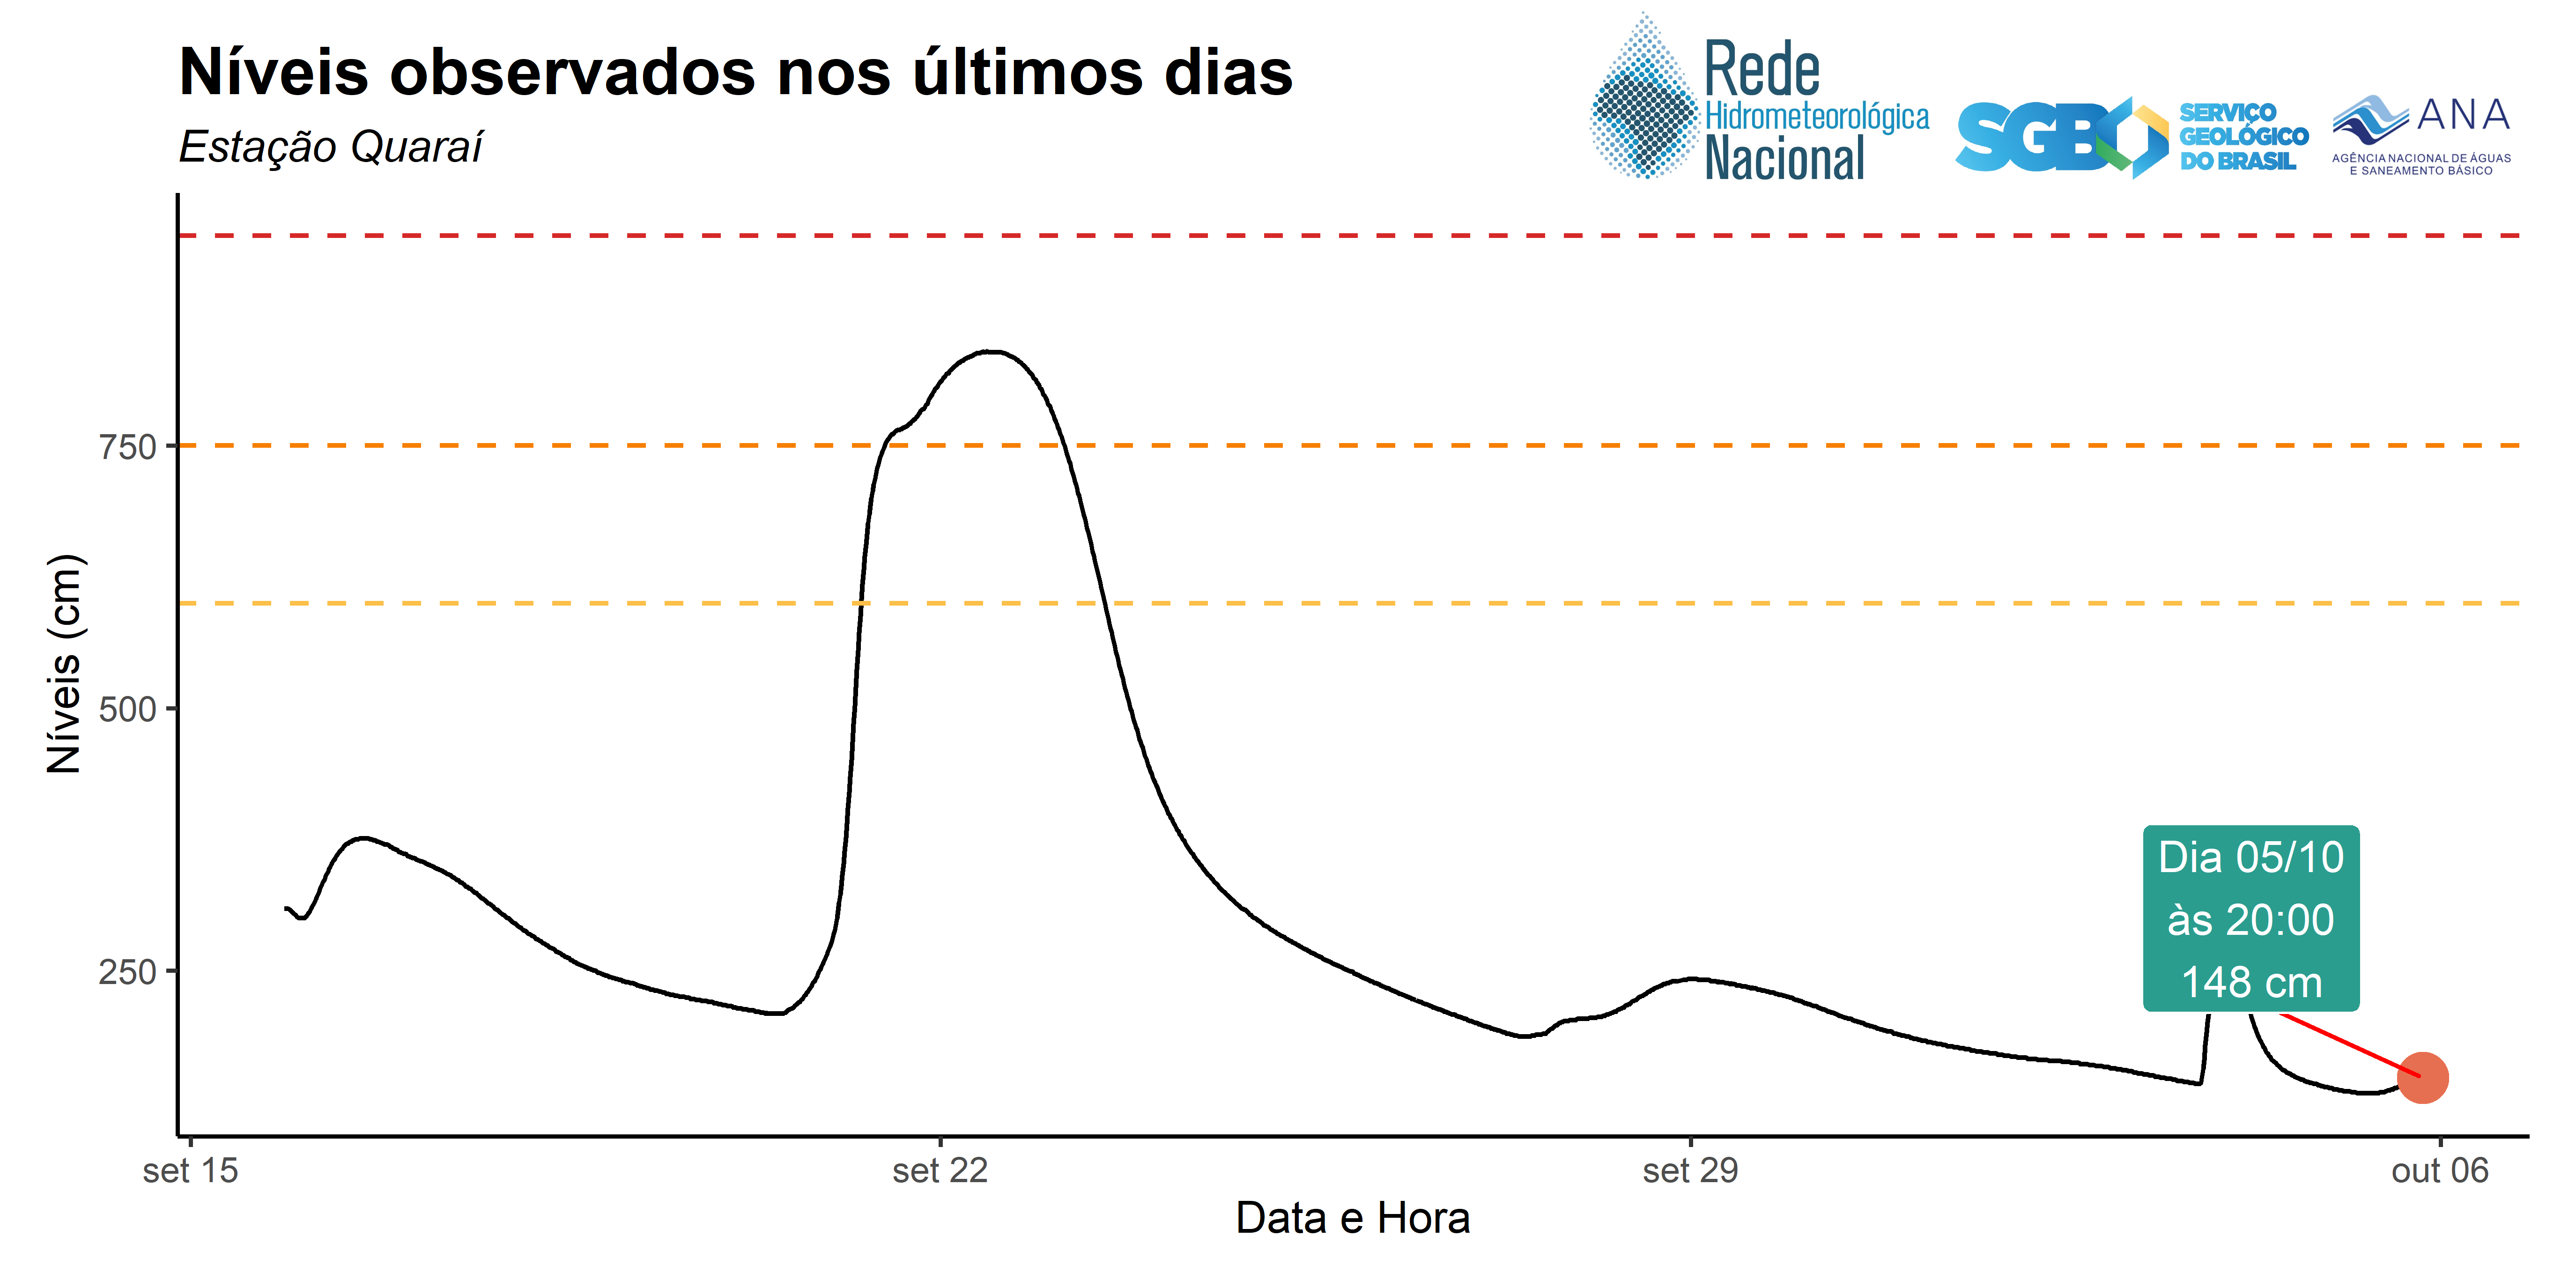 Níveis observados nos últimos dias
Estação Quaraí
Rede
Hidrometeorológica
Nacional
SGB
SERVIÇO
GEOLÓGICO
DO BRASIL
ANA
AGÊNCIA NACIONAL DE ÁGUAS
E SANEAMENTO BÁSICO
Níveis (cm)
750
500
250
Dia 05/10
às 20:00
148 cm
set 15
set 22
set 29
out 06
Data e Hora